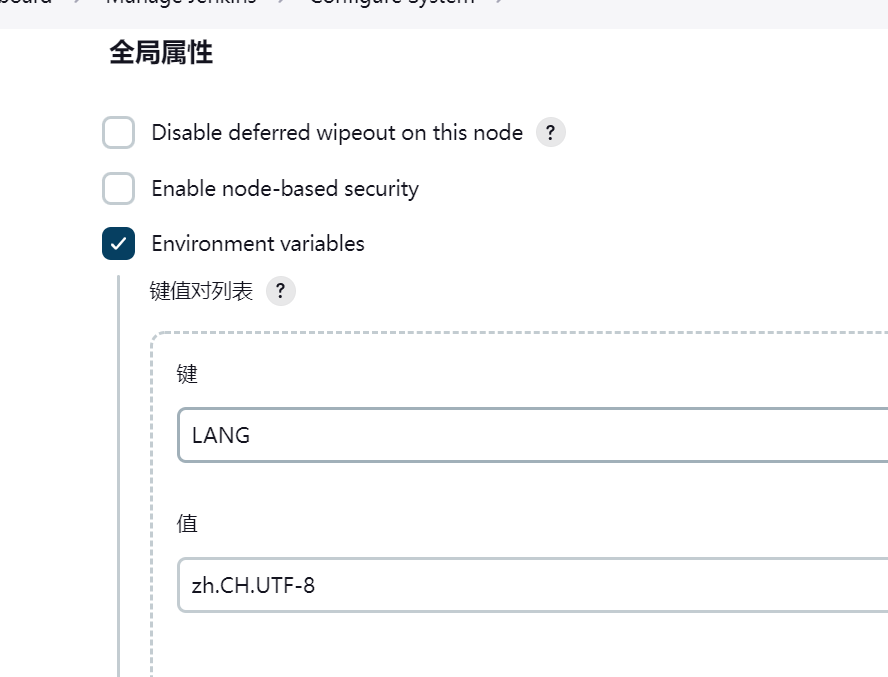 全局属性
Disable deferred wipeout on this node ?
Enable node-based security
Environment variables
键值对列表 ?
键
LANG
值
zh.CH.UTF-8